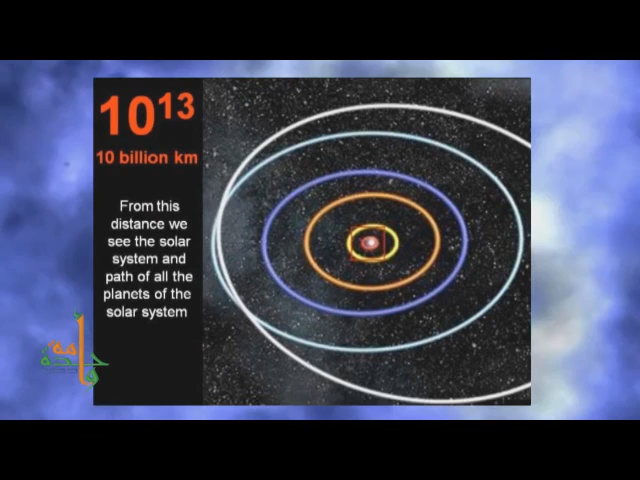 10¹³
10 billion km
From this
distance we
see the solar
system and
path of all the
planets of the
solar system